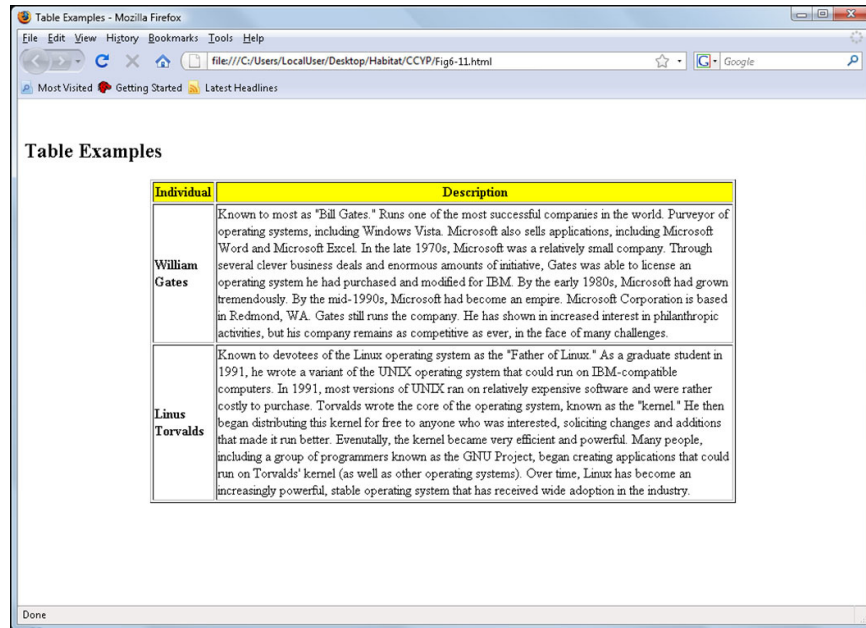 Table Examples - Mozilla Firefox
File Edit View History Bookmarks Tools Help
file:///C:/Users/LocalUser/Desktop/Habitat/CCYP/Fig6-11.html
G Google
Most Visited Getting Started Latest Headlines
Table Examples
Individual Description
William Gates
Known to most as "Bill Gates." Runs one of the most successful companies in the world. Purveyor of
operating systems, including Windows Vista. Microsoft also sells applications, including Microsoft
Word and Microsoft Excel. In the late 1970s, Microsoft was a relatively small company. Through
several clever business deals and enormous amounts of initiative, Gates was able to license an
operating system he had purchased and modified for IBM. By the early 1980s, Microsoft had grown
tremendously. By the mid-1990s, Microsoft had become an empire. Microsoft Corporation is based
in Redmond, WA. Gates still runs the company. He has shown in increased interest in philanthropic
activities, but his company remains as competitive as ever, in the face of many challenges.
Linus Torvalds
Known to devotees of the Linux operating system as the "Father of Linux." As a graduate student in
1991, he wrote a variant of the UNIX operating system that could run on IBM-compatible
computers. In 1991, most versions of UNIX ran on relatively expensive software and were rather
costly to purchase. Torvalds wrote the core of the operating system, known as the "kernel." He then
began distributing this kernel for free to anyone who was interested, soliciting changes and additions
that made it run better. Evenutally, the kernel became very efficient and powerful. Many people,
including a group of programmers known as the GNU Project, began creating applications that could
run on Torvalds' kernel (as well as other operating systems). Over time, Linux has become an
increasingly powerful, stable operating system that has received wide adoption in the industry.
Done